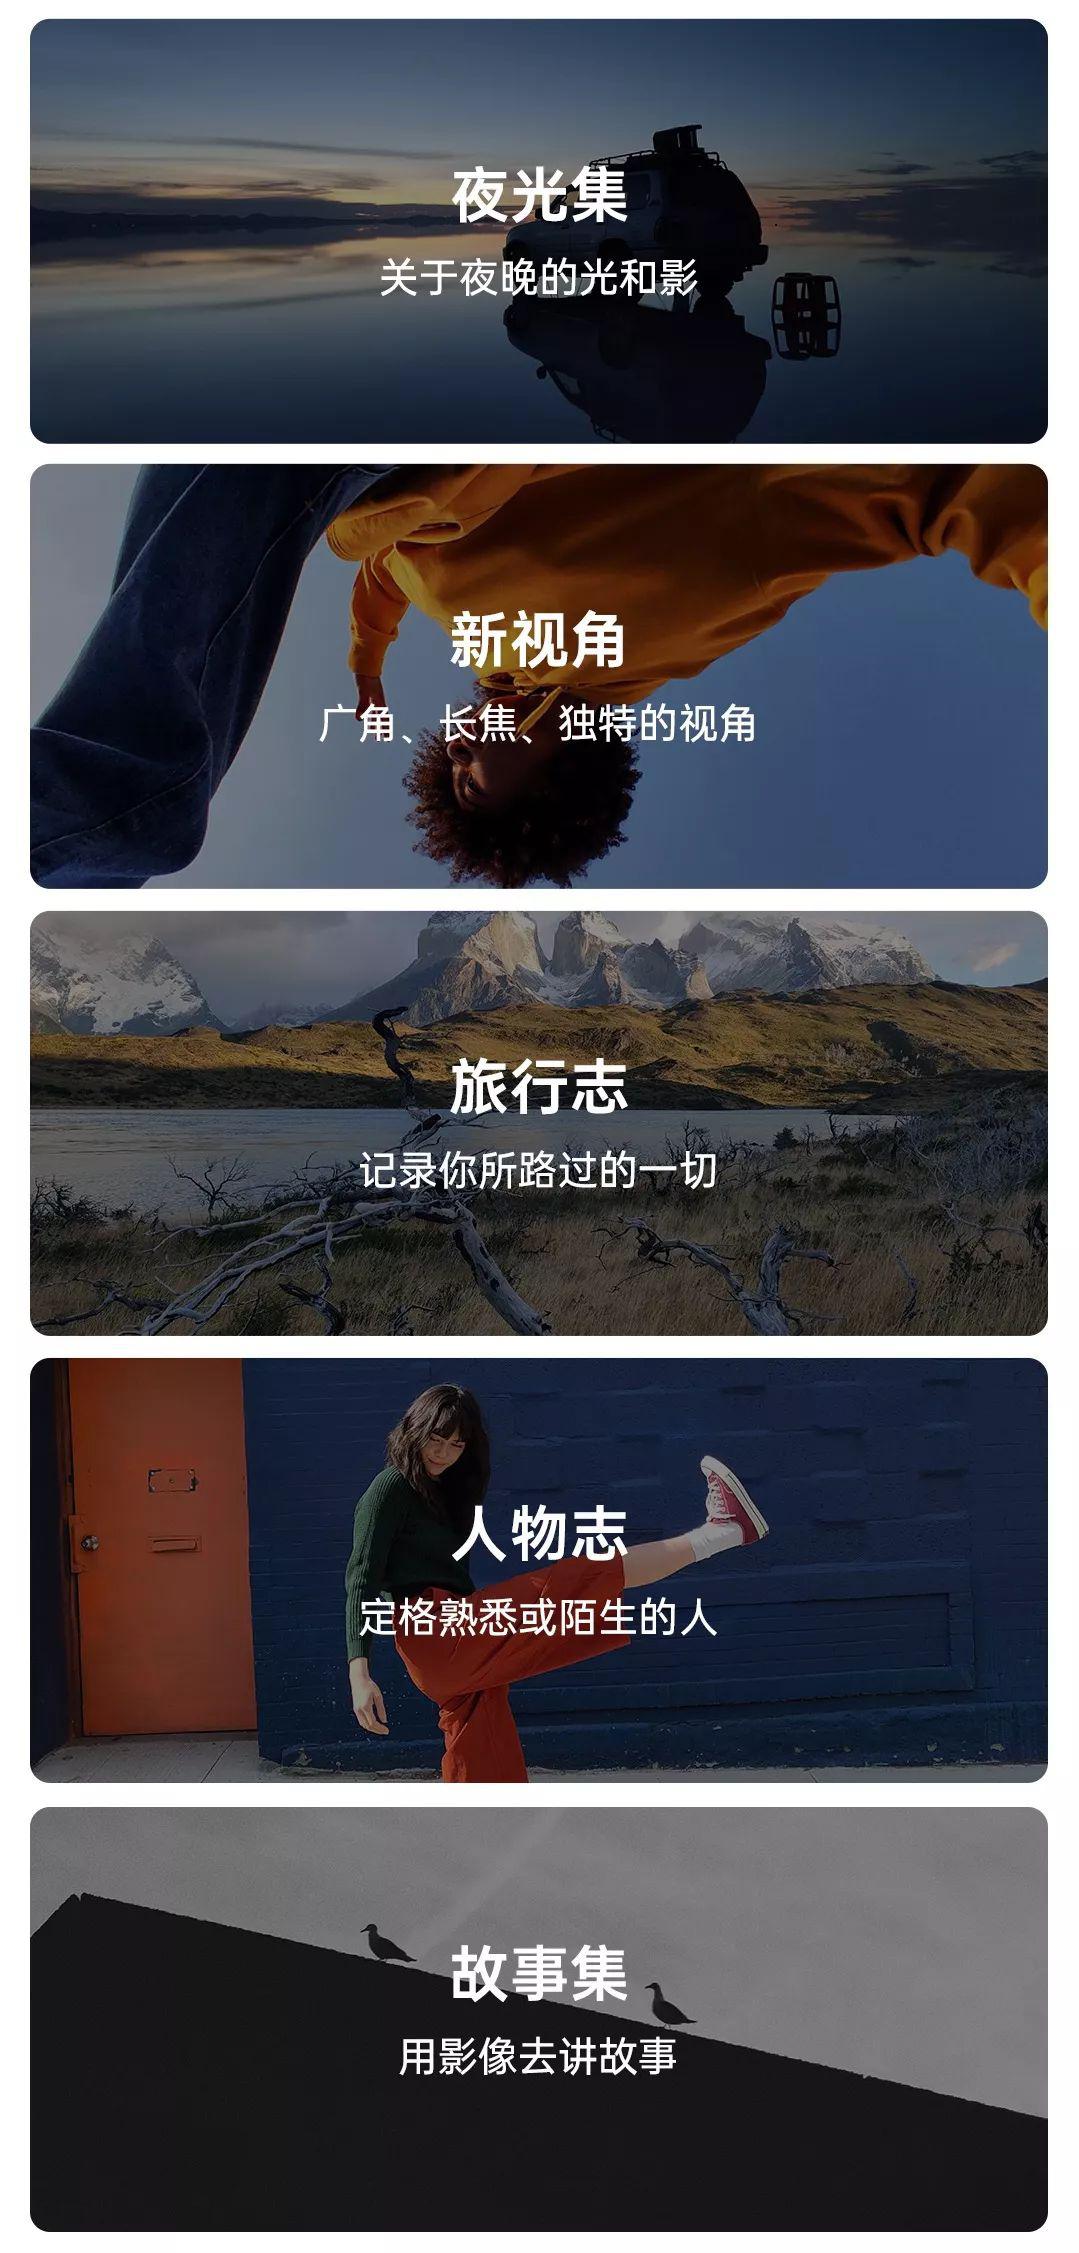 夜光集
关于夜晚的光和影
新视角
广角、长焦、独特的视角
旅行志
记录你所路过的一切
人物志
定格熟悉或陌生的人
故事集
用影像去讲故事